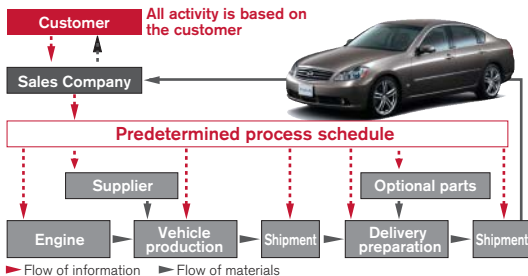 Customer
All activity is based on
the customer
Sales Company
Predetermined process schedule
Supplier
Optional parts
Engine
Vehicle
production
Shipment
Delivery
preparation
Shipment
Flow of information
Flow of materials